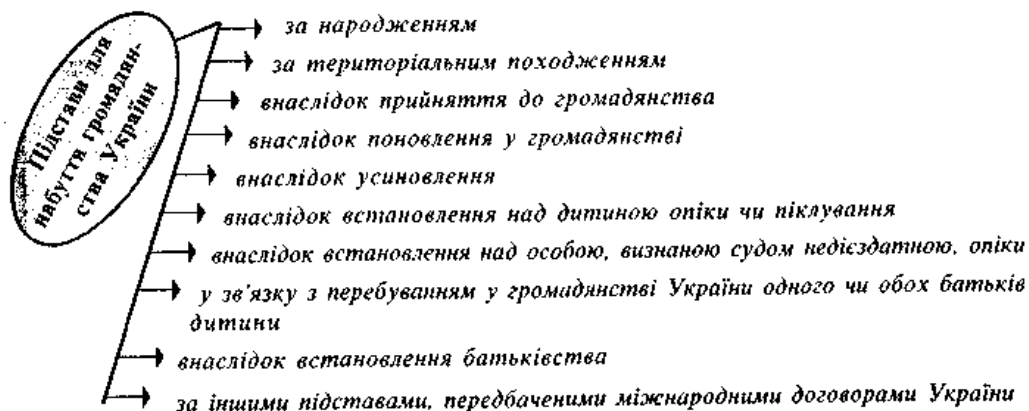 Підстави для
набуття громадян-
ства України
за народженням
за територіальним походженням
внаслідок прийняття до громадянства
внаслідок поновлення у громадянстві
внаслідок усиновлення
внаслідок встановлення над дитиною опіки чи піклування
внаслідок встановлення над особою, визнаною судом недієздатною, опіки
у зв'язку з перебуванням у громадянстві України одного чи обох батьків
дитини
внаслідок встановлення батьківства
за іншими підставами, передбаченими міжнародними договорами України